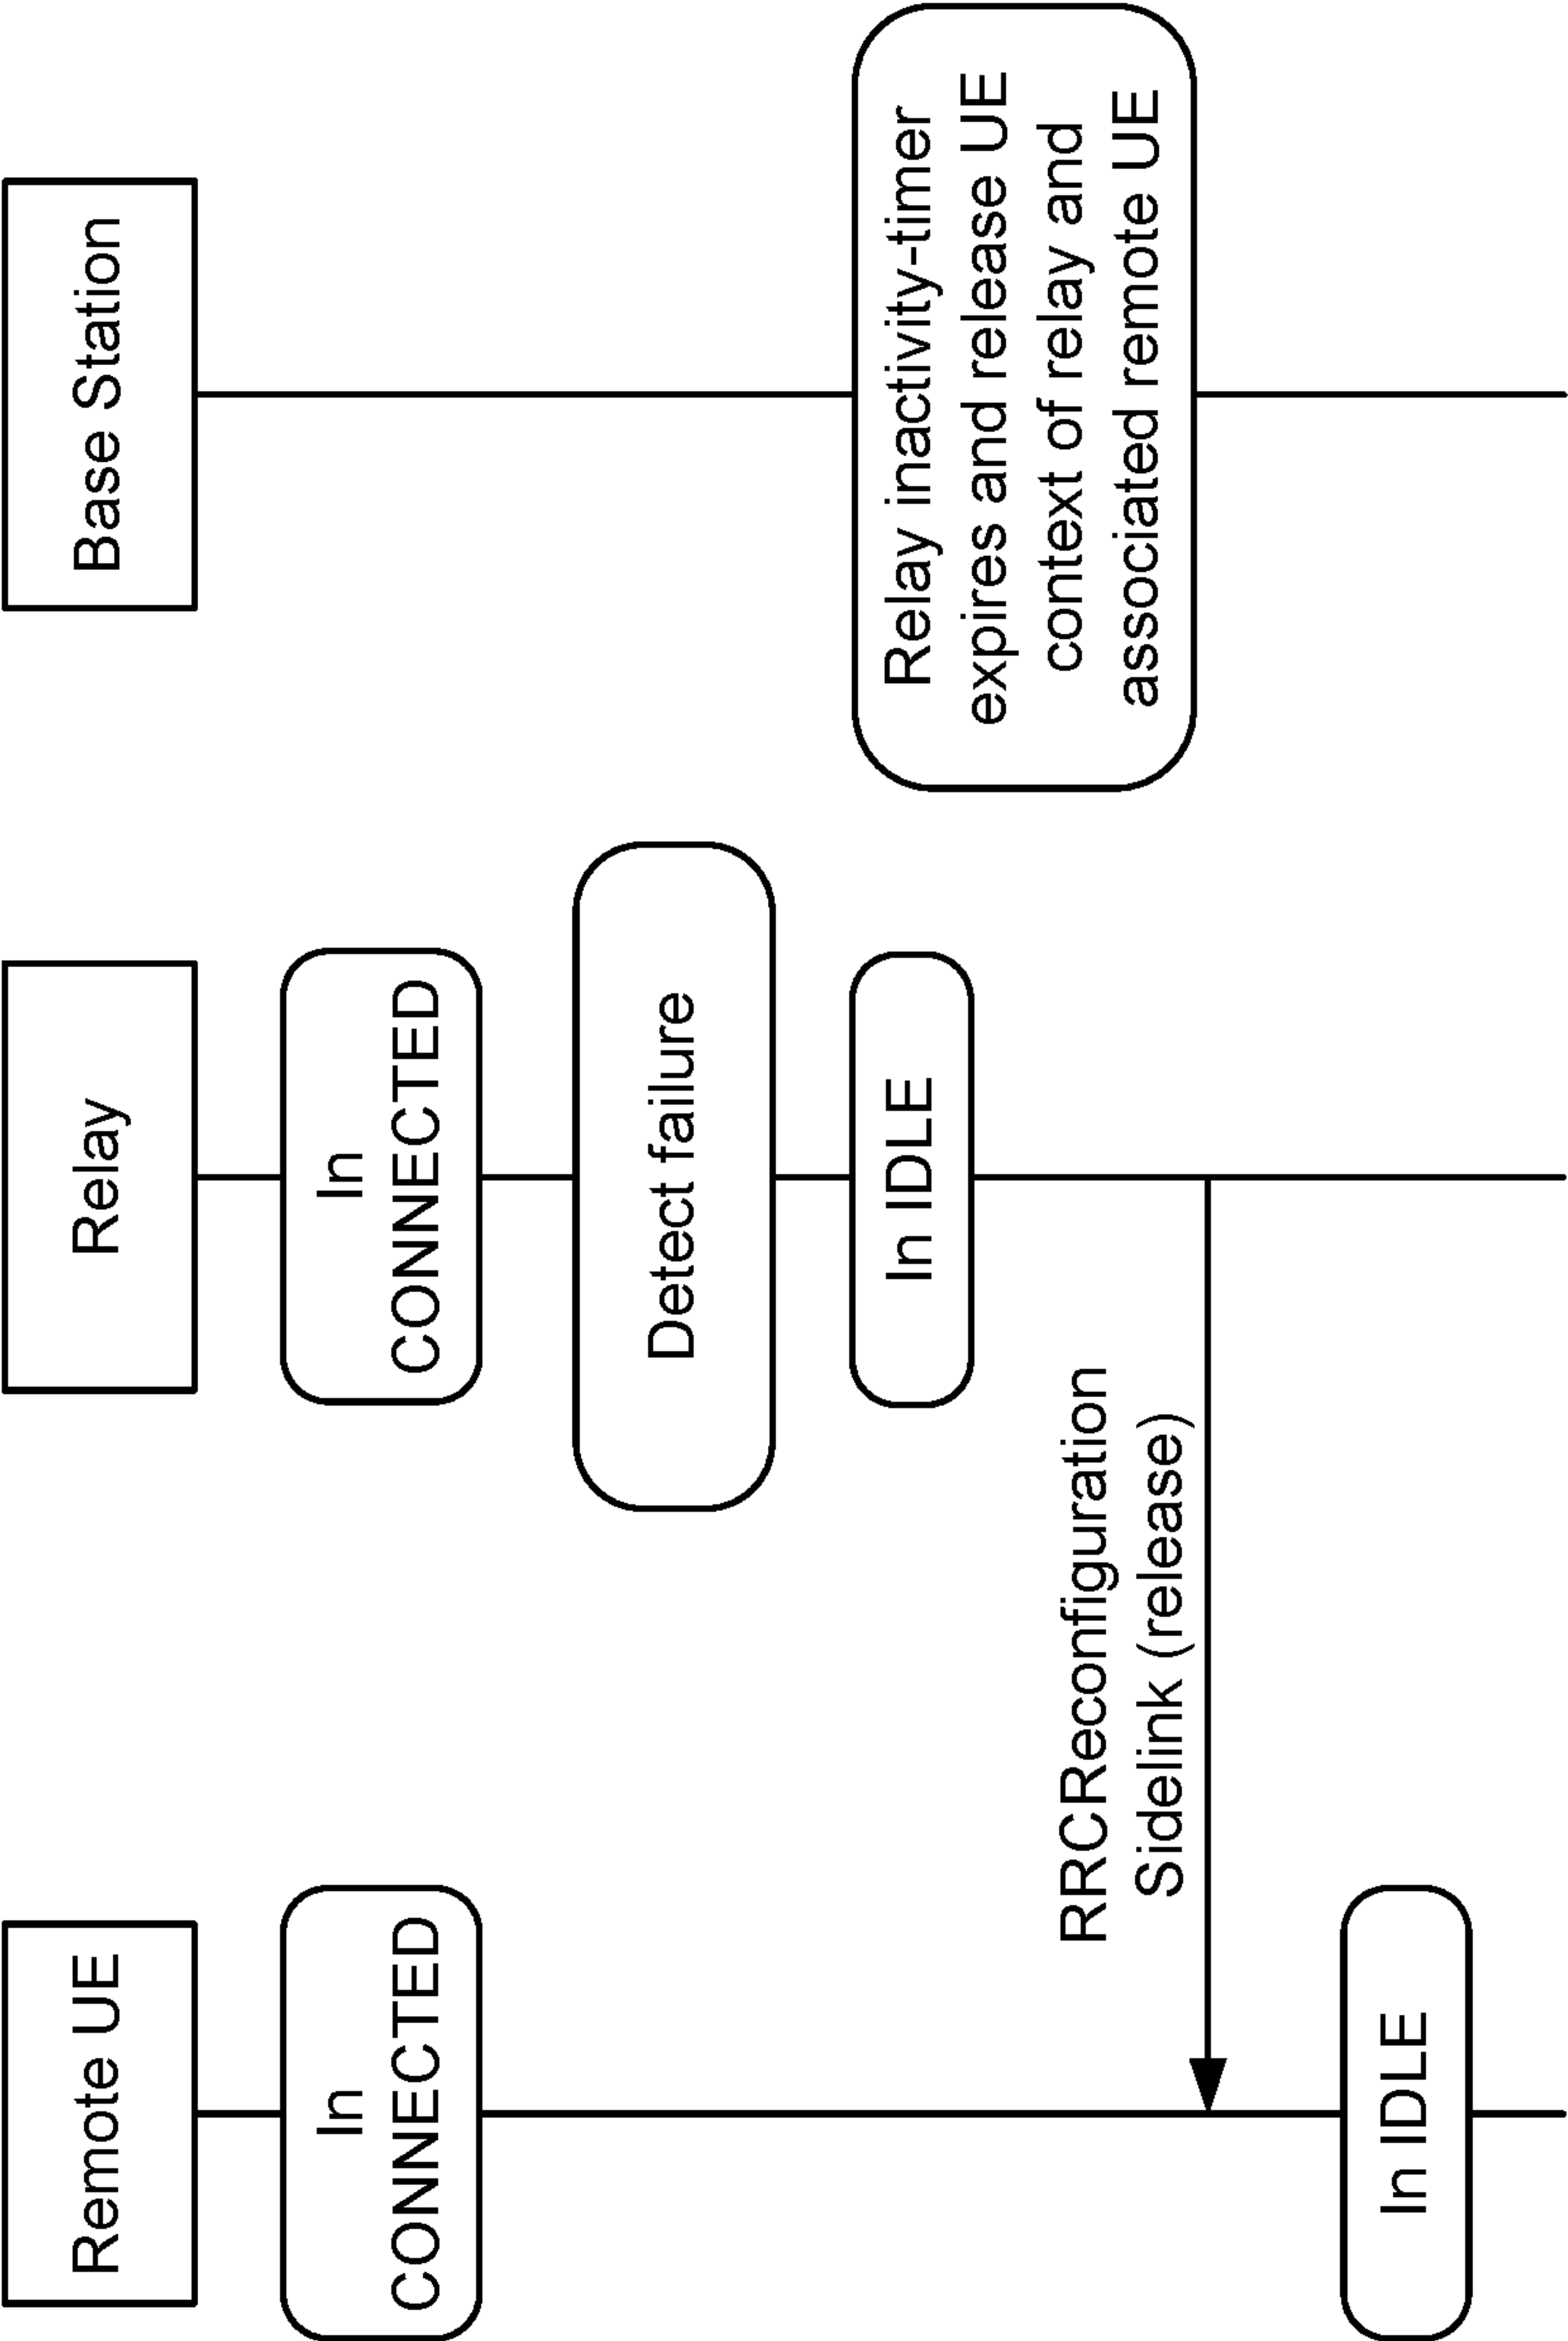 Remote UE
Relay
Base Station
In
CONNECTED
In
CONNECTED
Detect failure
In IDLE
Relay inactivity-timer
expires and release UE
context of relay and
associated remote UE
RRCReconfiguration
Sidelink (release)
In IDLE